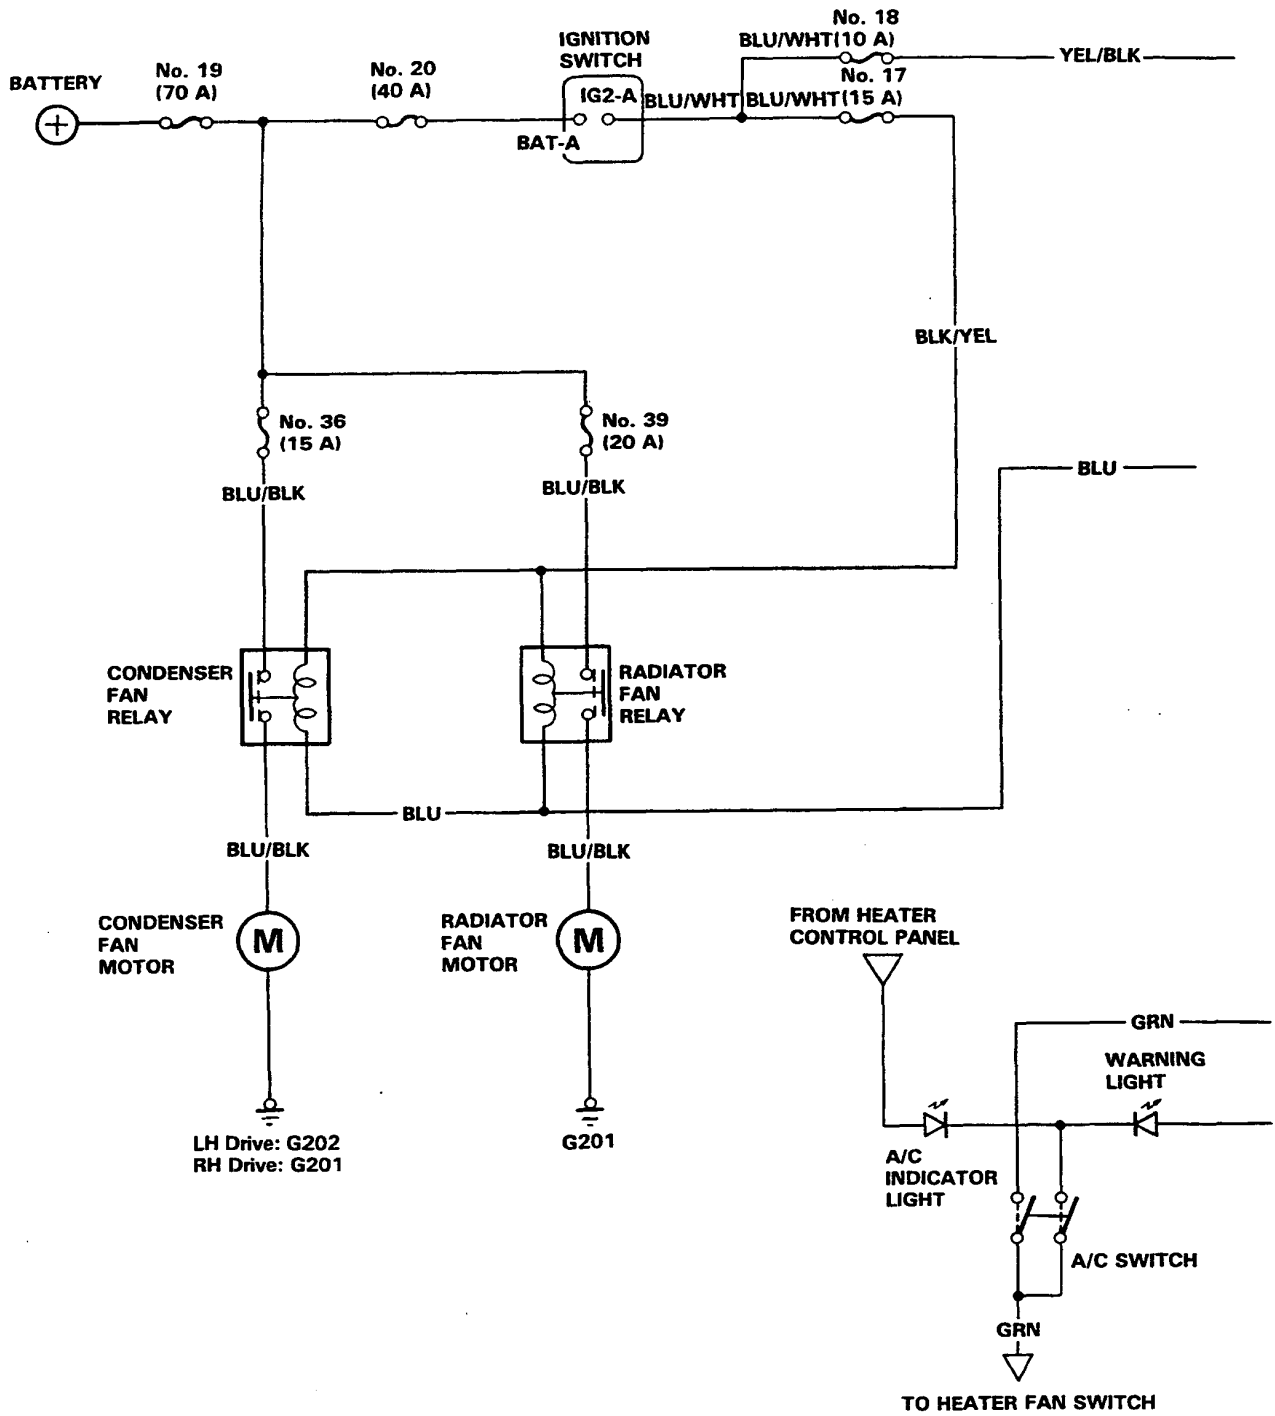 No. 18
BLU/WHT(10 A)
YEL/BLK
IGNITION
SWITCH
No. 19
(70 A)
No. 20
(40 A)
BATTERY
No. 17
IG2-A
BLU/WHT
BLU/WHT(15 A)
BAT-A
BLK/YEL
No. 36
(15 A)
No. 39
(20 A)
BLU
BLU/BLK
BLU/BLK
CONDENSER
FAN
RELAY
RADIATOR
FAN
RELAY
BLU
BLU/BLK
BLU/BLK
CONDENSER
FAN
MOTOR
M
RADIATOR
FAN
MOTOR
M
FROM HEATER
CONTROL PANEL
GRN
WARNING
LIGHT
LH Drive: G202
RH Drive: G201
G201
A/C
INDICATOR
LIGHT
A/C SWITCH
GRN
TO HEATER FAN SWITCH